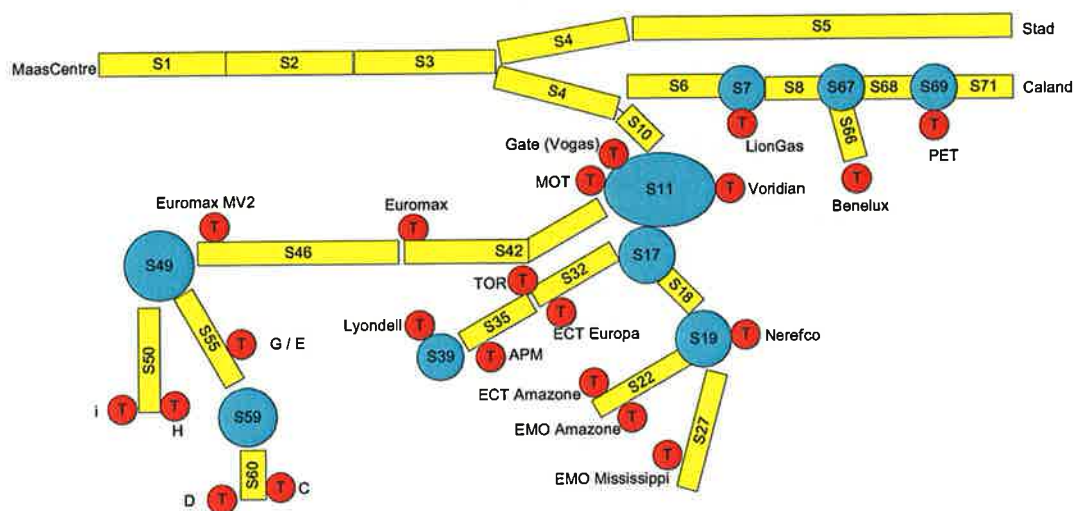 S5
Stad
S4
MaasCentre
S1
S2
S3
S4
S6
S7
S8
S67
S68
S69
S71
Caland
T
LionGas
T
PET
S66
T
Benelux
S10
Gate (Vogas)
T
MOT
T
S11
T
Voridian
Euromax MV2
T
Euromax
T
S46
S42
S49
S17
TOR
T
S32
S18
Lyondell
T
S35
T
ECT Europa
S39
T
APM
S19
T
Nerefco
S55
T
G / E
S50
ECT Amazone
T
S22
EMO Amazone
T
S27
i
T
T
H
S59
EMO Mississippi
T
S60
D
T
T
C